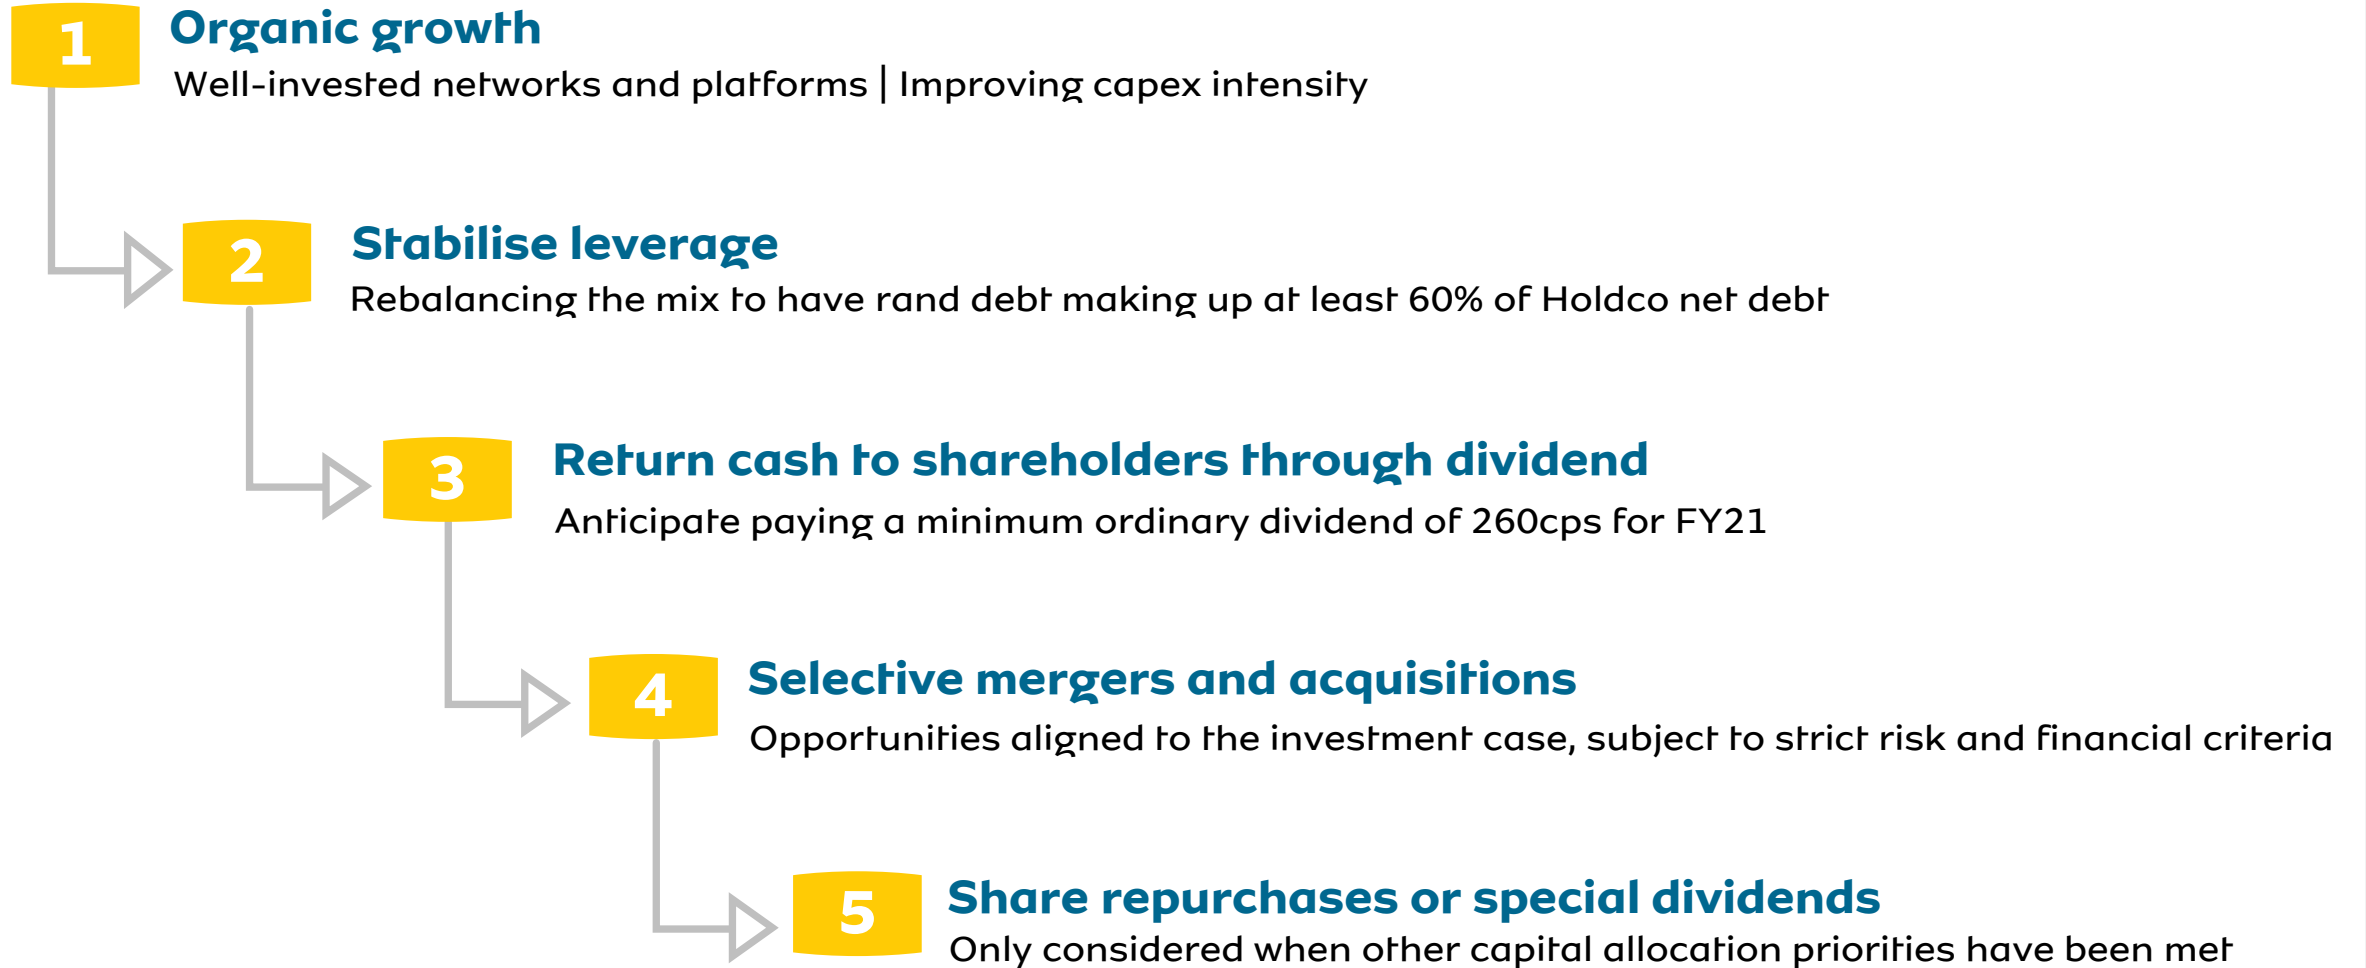 1
Organic growth
Well-invested networks and platforms | Improving capex intensity
2
Stabilise leverage
Rebalancing the mix to have rand debt making up at least 60% of Holdco net debt
3
Return cash to shareholders through dividend
Anticipate paying a minimum ordinary dividend of 260cps for FY21
4
Selective mergers and acquisitions
Opportunities aligned to the investment case, subject to strict risk and financial criteria
5
Share repurchases or special dividends
Only considered when other capital allocation priorities have been met